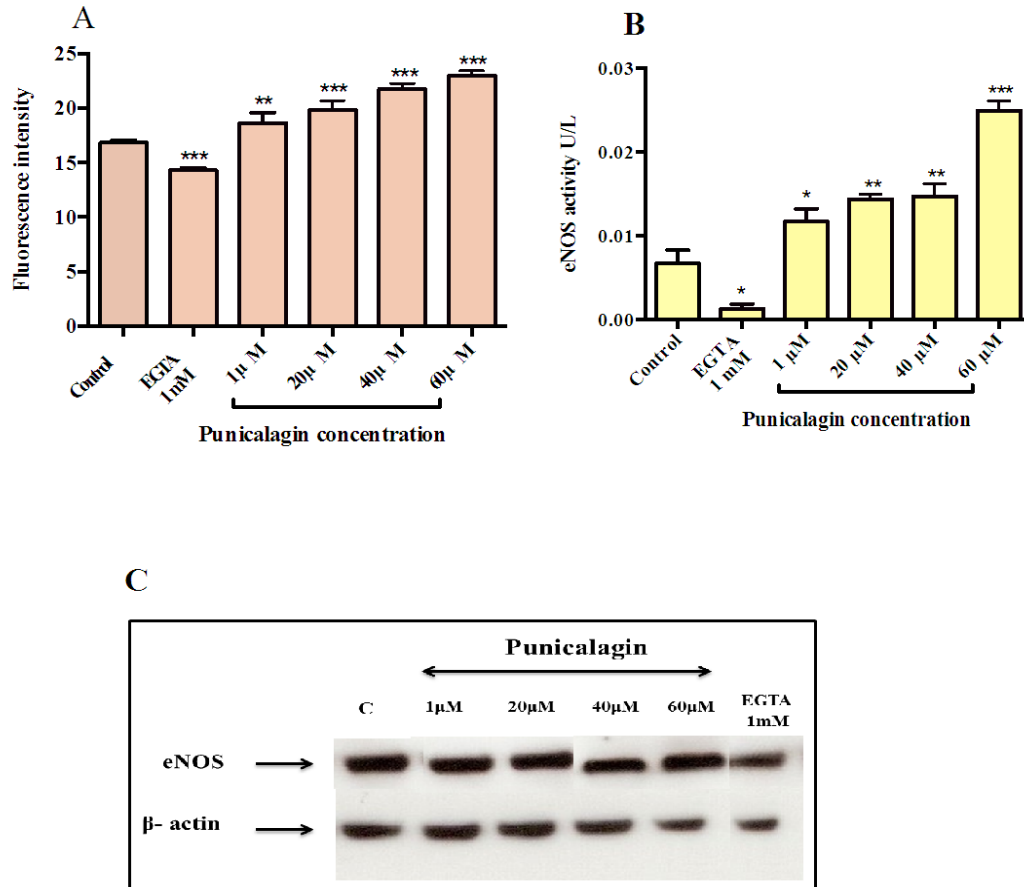 A
Fluorescence intensity
25
20
15
10
5
0
***
**
***
***
***
Control
EGTA
1mM
1μ M
20μ M
40μ M
60μ M
Punicalagin concentration
B
eNOS activity U/L
0.03
0.02
0.01
0.00
*
*
**
**
***
Control
EGTA
1 mM
1 μM
20 μM
40 μM
60 μM
Punicalagin concentration
C
Punicalagin
C 1μM 20μM 40μM 60μM EGTA
1mM
eNOS
β- actin